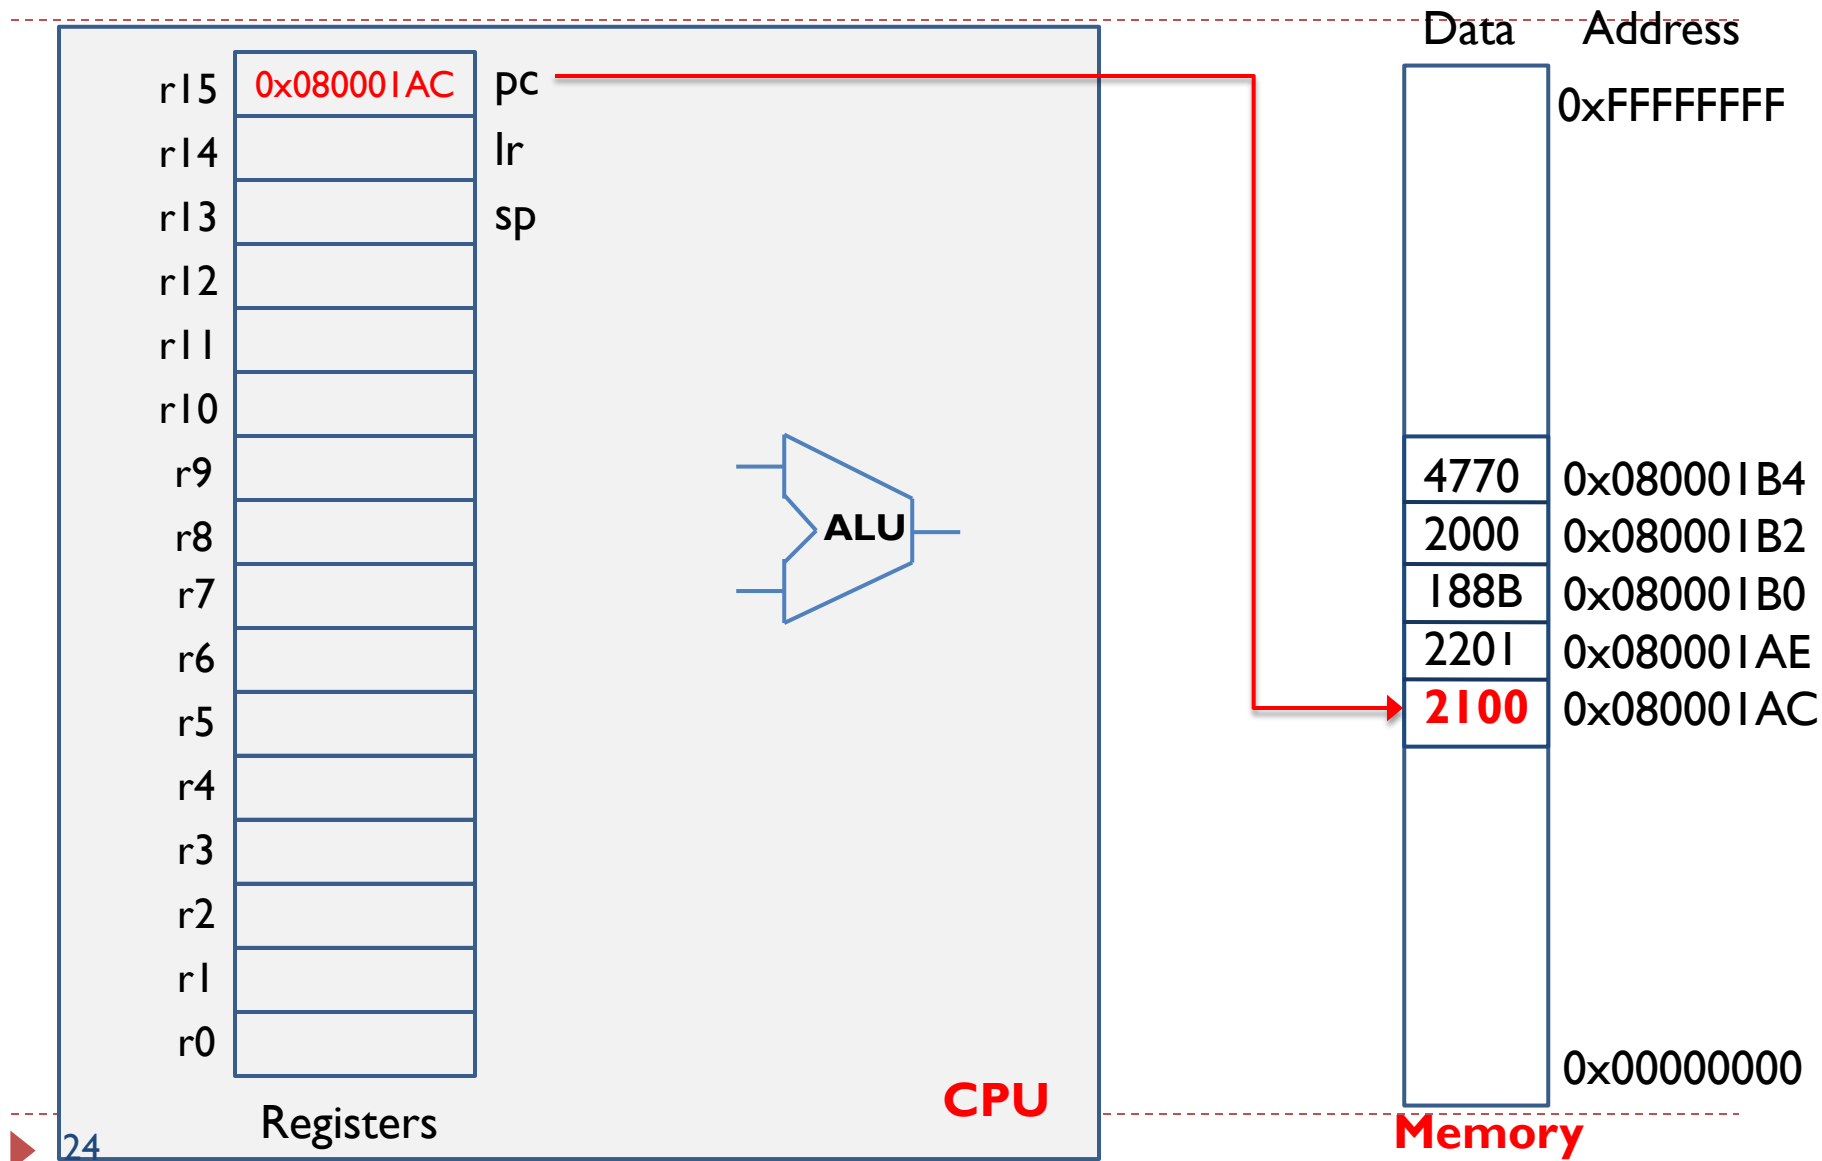 Data Address
r15 0x080001AC pc
0xFFFFFFFF
r14 lr
r13 sp
r12
r11
r10
r9 4770 0x080001B4
r8 ALU 2000 0x080001B2
r7 188B 0x080001B0
r6 2201 0x080001AE
r5 2100 0x080001AC
r4
r3
r2
r1
r0 0x00000000
CPU
Registers Memory
24